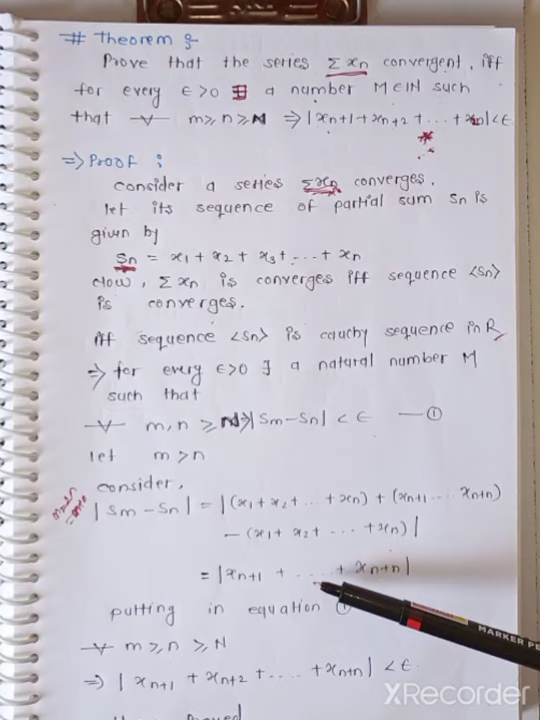 # Theorem :-
Prove that the series Σxn convergent, iff
for every ϵ>0 ∃ a number M∈IN such
that ∀ m≥n≥N ⇒|xn+1+xn+2+...+x|<ϵ
⇒ Proof :
consider a series Σxn converges.
let its sequence of partial sum Sn is
given by
Sn = x1 + x2 + x3 + ... + xn
Now, Σxn is converges iff sequence <Sn>
is converges.
iff sequence <Sn> is cauchy sequence in R
⇒ for every ϵ>0 ∃ a natural number M
such that
∀ m,n ≥N⇒|Sm-Sn| < ϵ —①
let m>n
consider,
|Sm-Sn| = |(x1+x2+...+xn)+(xn+1...xn+n)
-(x1+x2+...+xn)|
= |xn+1 + .... + xn+n|
putting in equation ①
∀ m≥n≥N
⇒ |xn+1 + xn+2 + .... + xn+n| <ϵ.
Proved
MARKER PE
XRecorder